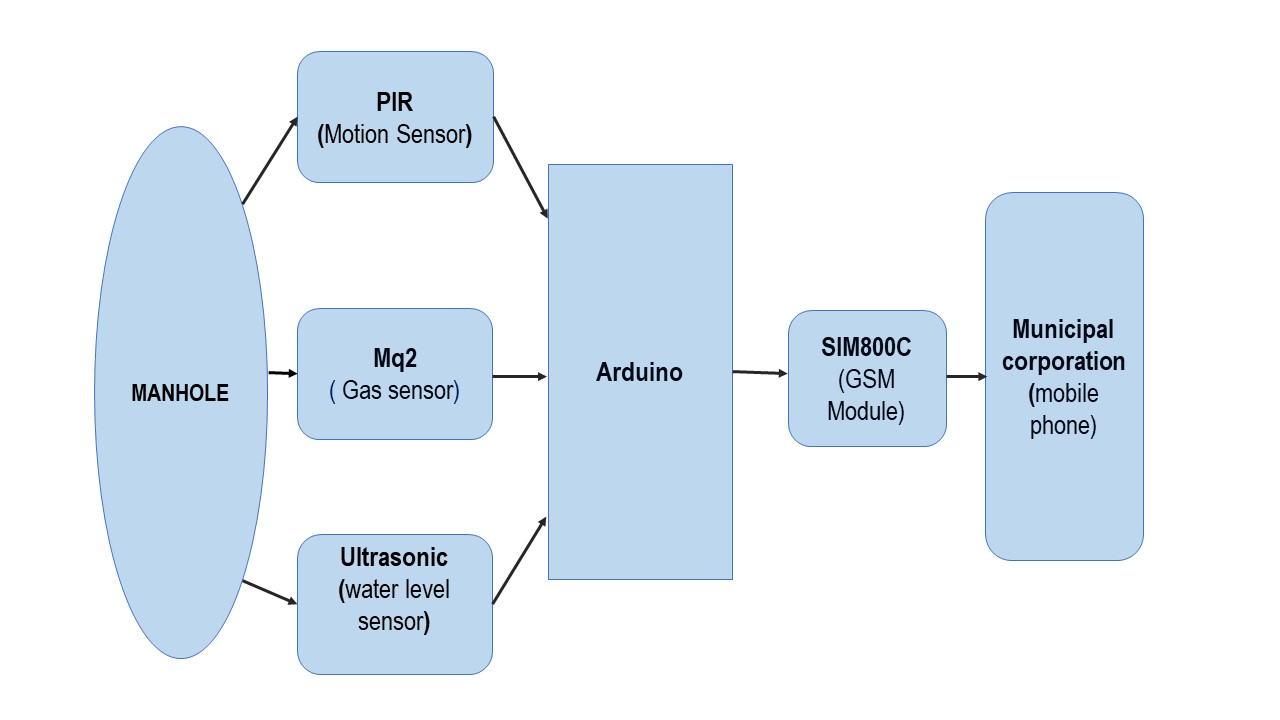 PIR
(Motion Sensor)
MANHOLE
Mq2
( Gas sensor)
Ultrasonic
(water level
sensor)
Arduino
SIM800C
(GSM
Module)
Municipal
corporation
(mobile
phone)